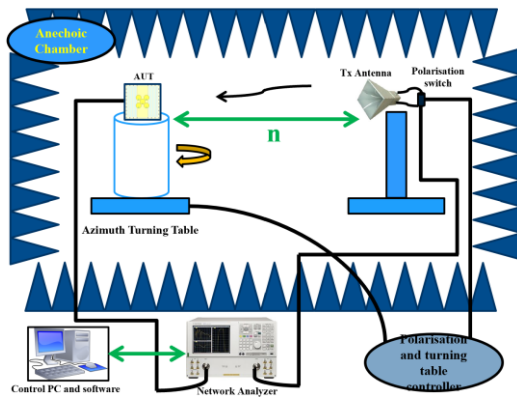 Anechoic
Chamber
AUT
Tx Antenna
Polarisation
switch
n
Azimuth Turning Table
Control PC and software
Network Analyzer
Polarisation and turning
table
controller